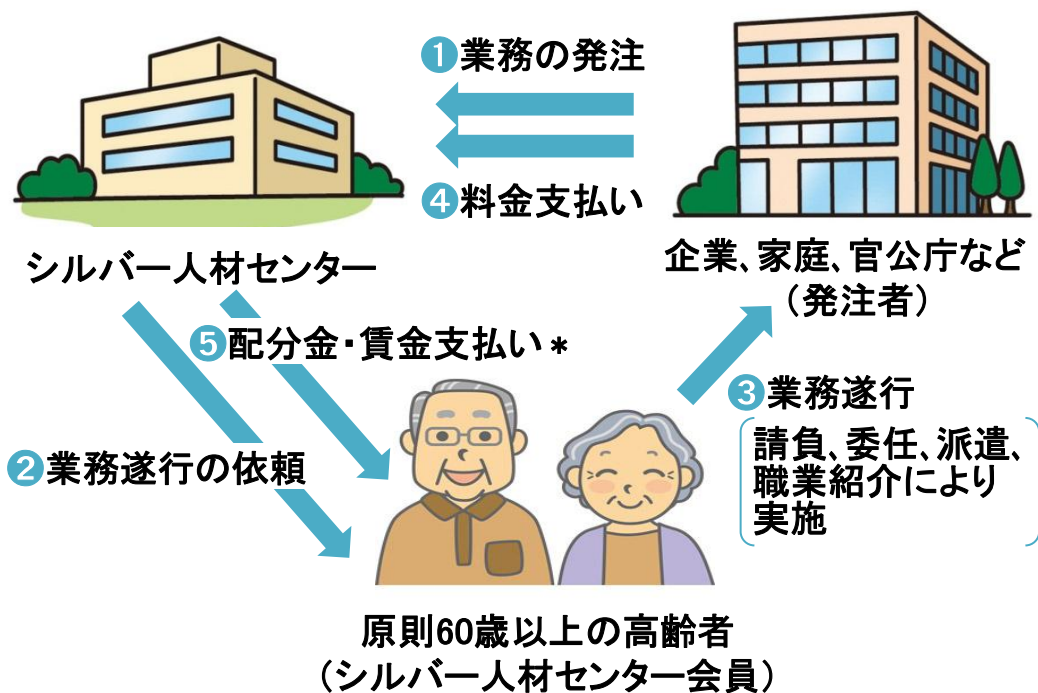 ❶業務の発注
❹料金支払い
シルバー人材センター
企業、家庭、官公庁など
（発注者）
❺配分金・賃金支払い＊
❸業務遂行
請負、委任、派遣、
職業紹介により
実施
❷業務遂行の依頼
原則60歳以上の高齢者
（シルバー人材センター会員）